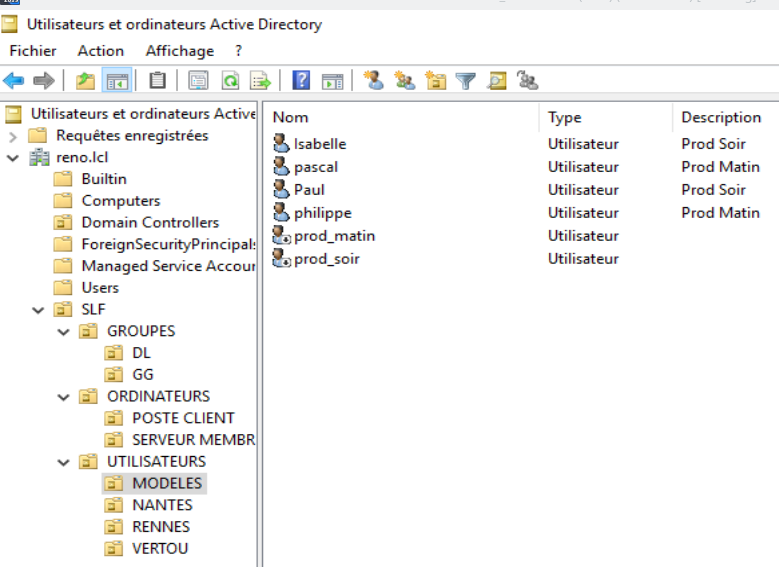 Utilisateurs et ordinateurs Active Directory
Fichier Action Affichage ?
Utilisateurs et ordinateurs Active
Requêtes enregistrées
reno.lcl
Builtin
Computers
Domain Controllers
ForeignSecurityPrincipals
Managed Service Accour
Users
SLF
GROUPES
DL
GG
ORDINATEURS
POSTE CLIENT
SERVEUR MEMBR
UTILISATEURS
MODELES
NANTES
RENNES
VERTOU
Nom Type Description
Isabelle Utilisateur Prod Soir
pascal Utilisateur Prod Matin
Paul Utilisateur Prod Soir
philippe Utilisateur Prod Matin
prod_matin Utilisateur
prod_soir Utilisateur